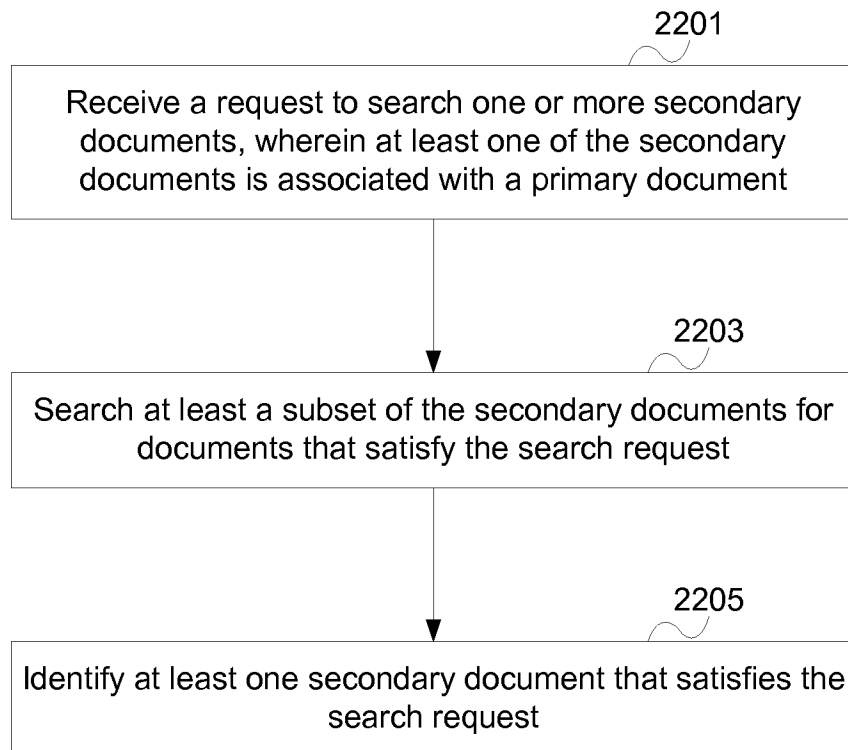 2201
Receive a request to search one or more secondary
documents, wherein at least one of the secondary
documents is associated with a primary document
2203
Search at least a subset of the secondary documents for
documents that satisfy the search request
2205
Identify at least one secondary document that satisfies the
search request